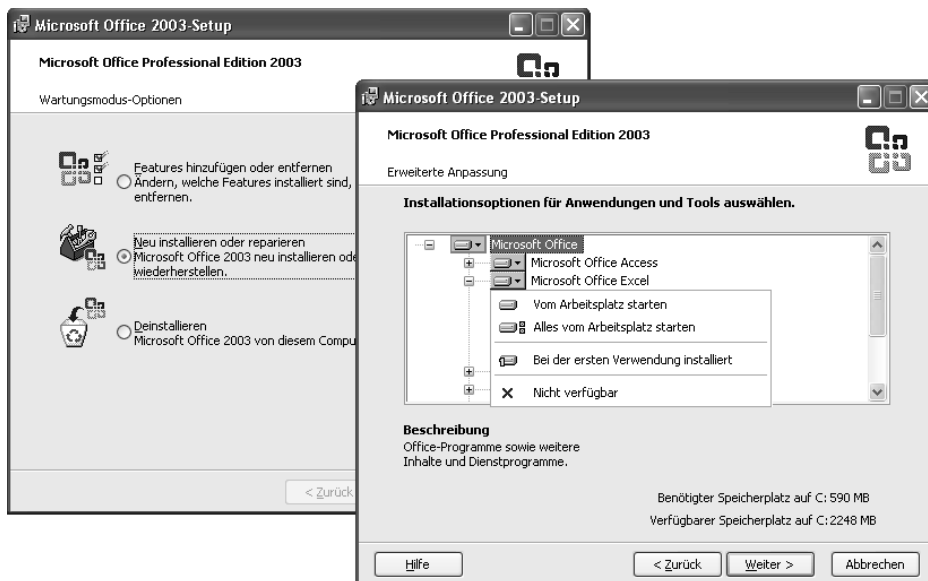 Microsoft Office 2003-Setup
Microsoft Office Professional Edition 2003
Wartungsmodus-Optionen
Features hinzufügen oder entfernen
Ändern, welche Features installiert sind,
entfernen.
Neu installieren oder reparieren
Microsoft Office 2003 neu installieren ode
wiederherstellen.
Deinstallieren
Microsoft Office 2003 von diesem Compu
< Zurück
Microsoft Office 2003-Setup
Microsoft Office Professional Edition 2003
Erweiterte Anpassung
Installationsoptionen für Anwendungen und Tools auswählen.
Microsoft Office
Microsoft Office Access
Microsoft Office Excel
Vom Arbeitsplatz starten
Alles vom Arbeitsplatz starten
Bei der ersten Verwendung installiert
Nicht verfügbar
Beschreibung
Office-Programme sowie weitere
Inhalte und Dienstprogramme.
Benötigter Speicherplatz auf C: 590 MB
Verfügbarer Speicherplatz auf C: 2248 MB
Hilfe
< Zurück
Weiter >
Abbrechen